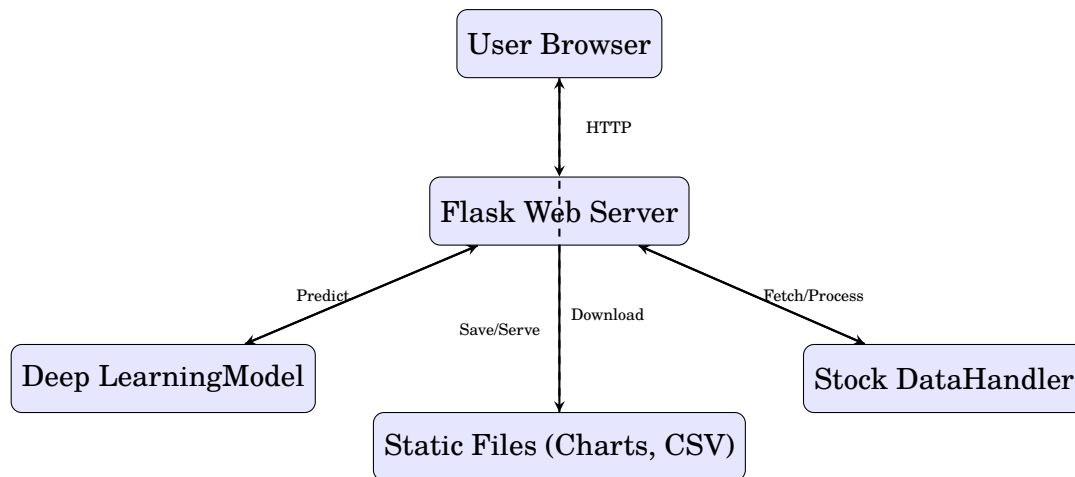 User Browser
HTTP
Flask Web Server
Predict
Fetch/Process
Download
Save/Serve
Deep LearningModel
Stock DataHandler
Static Files (Charts, CSV)